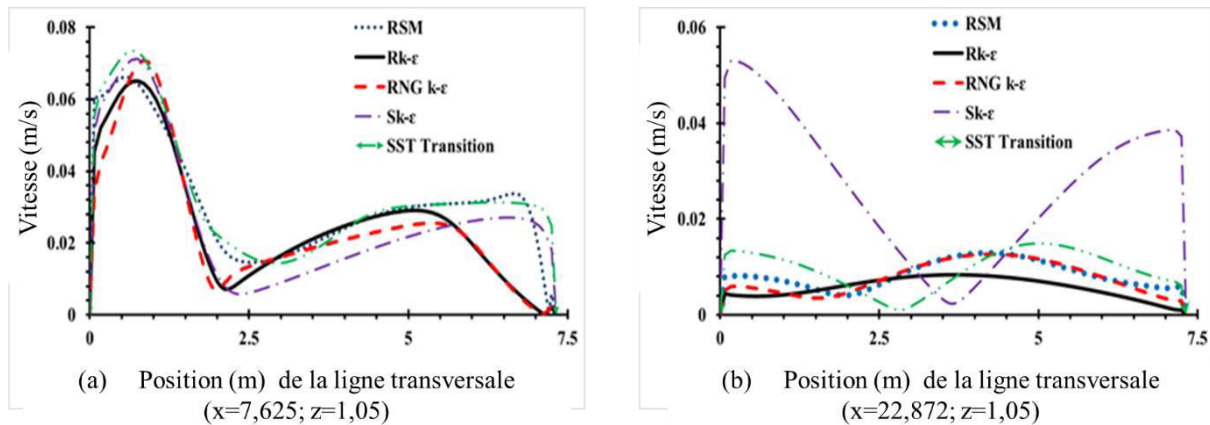 0.08
0.06
0.04
0.02
0
Vitesse (m/s)
RSM
Rk-ε
RNG k-ε
Sk-ε
SST Transition
0
2.5
5
7.5
(a) Position (m) de la ligne transversale
(x=7,625; z=1,05)
0.06
0.04
0.02
0
Vitesse (m/s)
RSM
Rk-ε
RNG k-ε
Sk-ε
SST Transition
0
2.5
5
7.5
(b) Position (m) de la ligne transversale
(x=22,872; z=1,05)